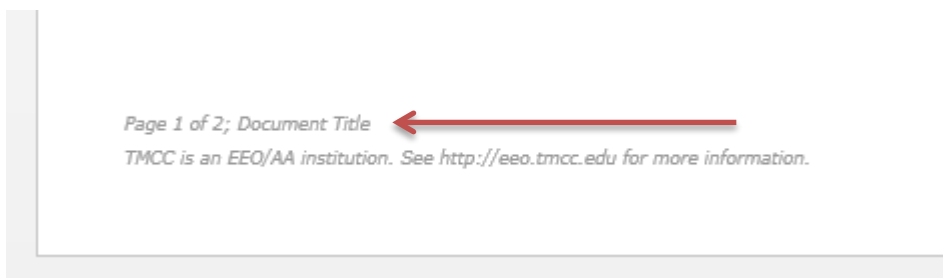 Page 1 of 2; Document Title
TMCC is an EEO/AA institution. See http://eeo.tmcc.edu for more information.